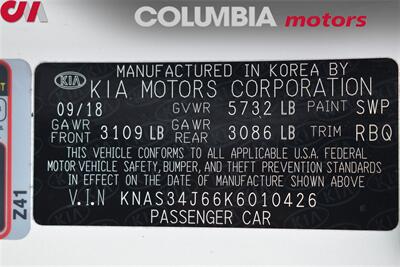 COLUMBIA motors
MANUFACTURED IN KOREA BY
KIA KIA MOTORS CORPORATION
09/18 GVWR 5732 LB PAINT SWP
GAWR FRONT 3109 LB GAWR REAR 3086 LB TRIM RBQ
THIS VEHICLE CONFORMS TO ALL APPLICABLE U.S.A. FEDERAL
MOTOR VEHICLE SAFETY, BUMPER, AND THEFT PREVENTION STANDARDS
IN EFFECT ON THE DATE OF MANUFACTURE SHOWN ABOVE
V.I.N KNAS34J66K6010426
PASSENGER CAR
Z41